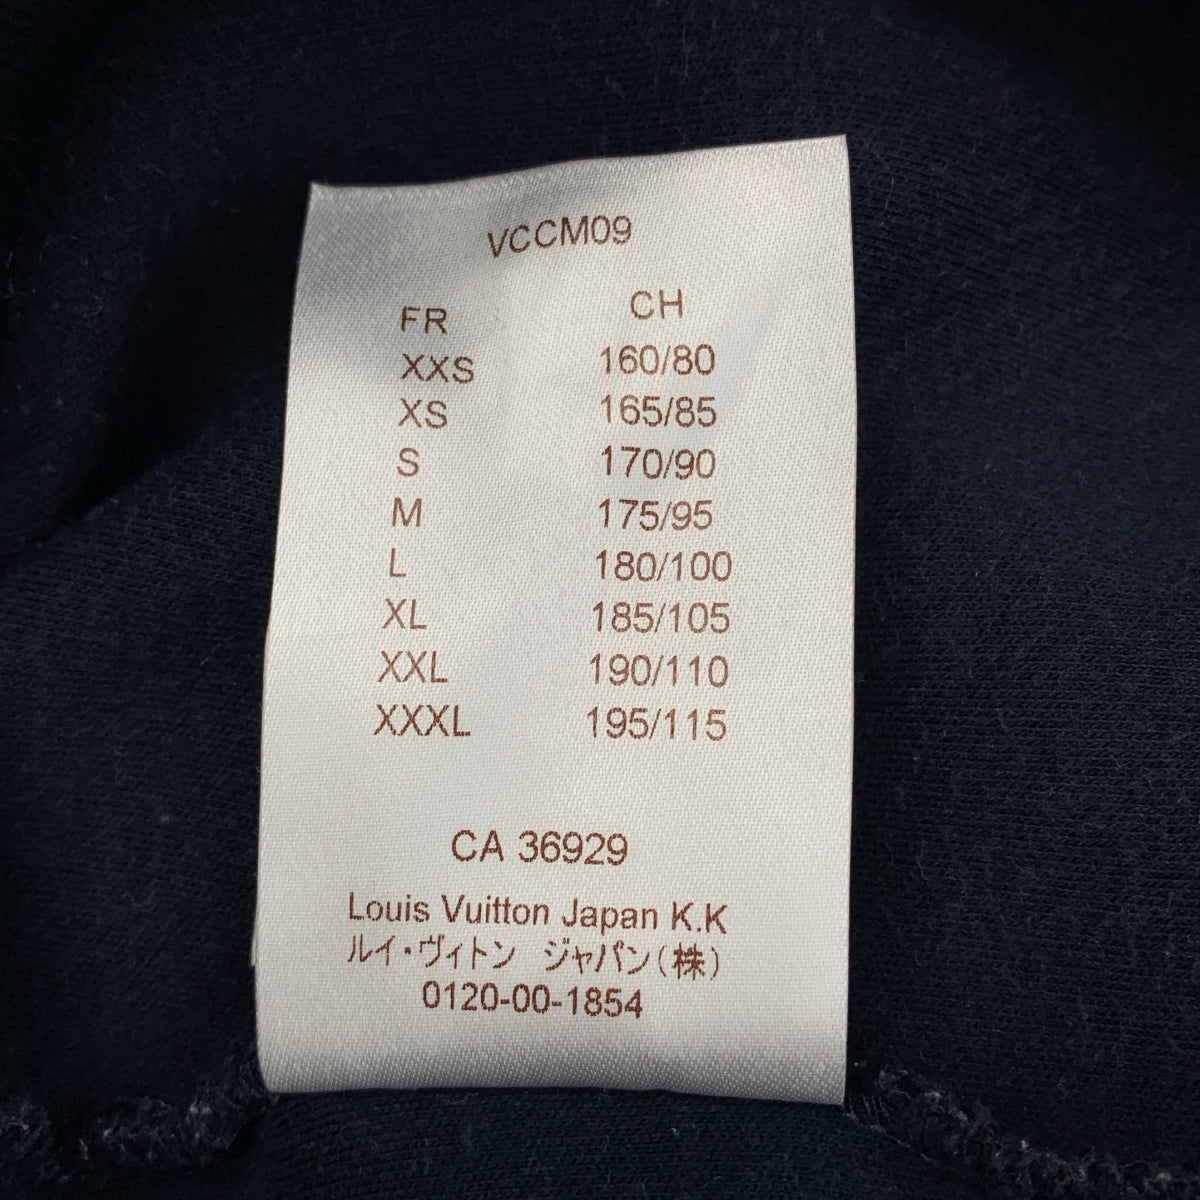 VCCM09
FR CH
XXS 160/80
XS 165/85
S 170/90
M 175/95
L 180/100
XL 185/105
XXL 190/110
XXXL 195/115
CA 36929
Louis Vuitton Japan K.K
ルイ・ヴィトン ジャパン(株)
0120-00-1854